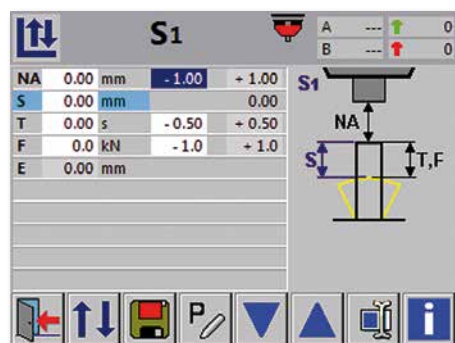 S1
A --- 0
B --- 0
NA 0.00 mm - 1.00 + 1.00
S 0.00 mm 0.00
T 0.00 s - 0.50 + 0.50
F 0.0 kN - 1.0 + 1.0
E 0.00 mm
S1
NA
S T,F
P
i